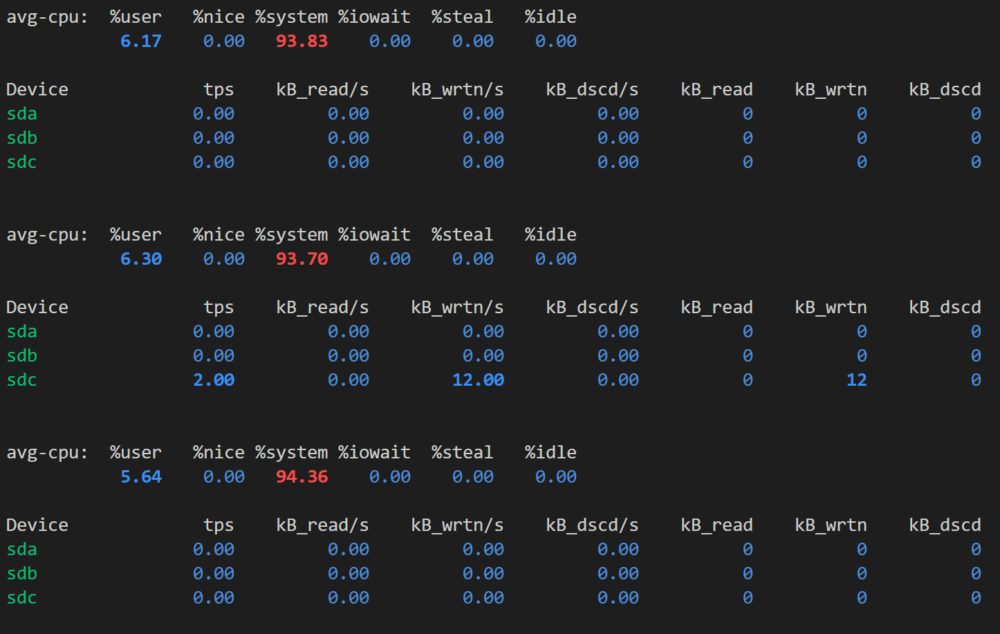 avg-cpu:  %user   %nice %system %iowait  %steal   %idle
           6.17    0.00   93.83    0.00    0.00    0.00
Device             tps    kB_read/s    kB_wrtn/s    kB_dscd/s    kB_read    kB_wrtn    kB_dscd
sda               0.00         0.00         0.00         0.00          0          0          0
sdb               0.00         0.00         0.00         0.00          0          0          0
sdc               0.00         0.00         0.00         0.00          0          0          0
avg-cpu:  %user   %nice %system %iowait  %steal   %idle
           6.30    0.00   93.70    0.00    0.00    0.00
Device             tps    kB_read/s    kB_wrtn/s    kB_dscd/s    kB_read    kB_wrtn    kB_dscd
sda               0.00         0.00         0.00         0.00          0          0          0
sdb               0.00         0.00         0.00         0.00          0          0          0
sdc               2.00         0.00        12.00         0.00          0         12          0
avg-cpu:  %user   %nice %system %iowait  %steal   %idle
           5.64    0.00   94.36    0.00    0.00    0.00
Device             tps    kB_read/s    kB_wrtn/s    kB_dscd/s    kB_read    kB_wrtn    kB_dscd
sda               0.00         0.00         0.00         0.00          0          0          0
sdb               0.00         0.00         0.00         0.00          0          0          0
sdc               0.00         0.00         0.00         0.00          0          0          0